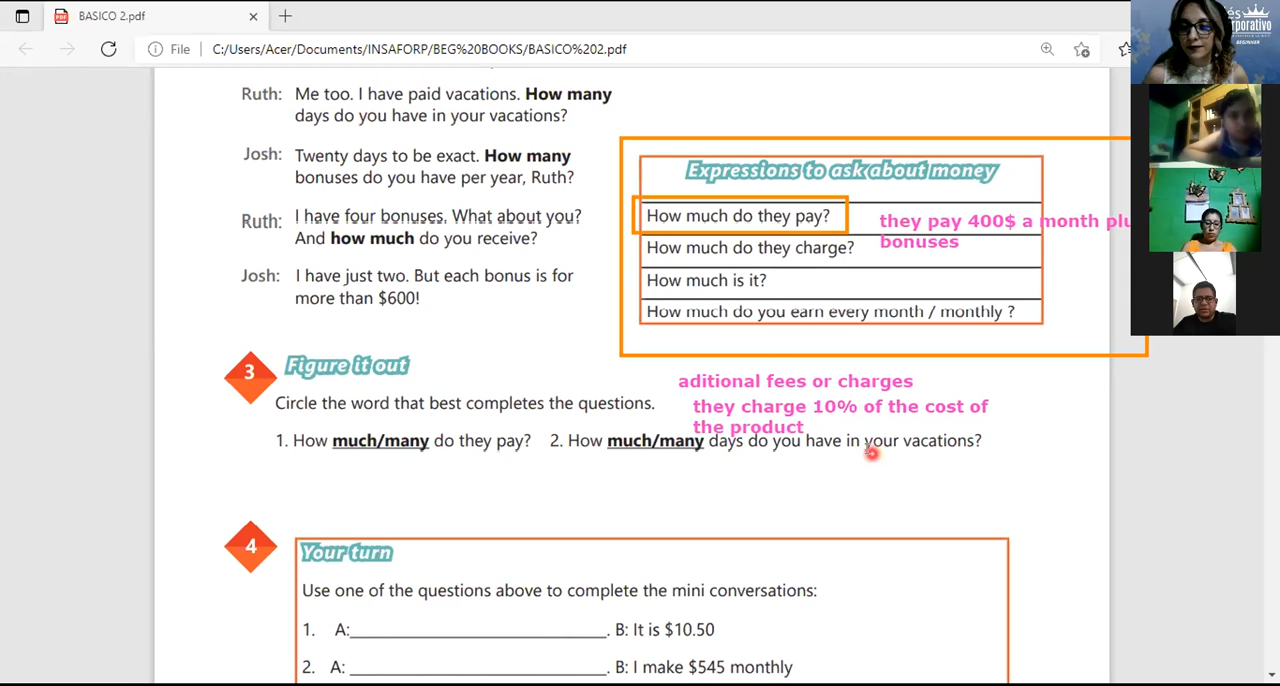 BASICO 2.pdf
File
C:/Users/Acer/Documents/INSAFORP/BEG%20BOOKS/BASICO%202.pdf
BEGINNER
Ruth: Me too. I have paid vacations. How many
days do you have in your vacations?
Josh: Twenty days to be exact. How many
bonuses do you have per year, Ruth?
Ruth: I have four bonuses. What about you?
And how much do you receive?
Josh: I have just two. But each bonus is for
more than $600!
Expressions to ask about money
How much do they pay?
they pay 400$ a month plu
bonuses
How much do they charge?
How much is it?
How much do you earn every month / monthly ?
3 Figure it out
aditional fees or charges
Circle the word that best completes the questions.
they charge 10% of the cost of
the product
1. How much/many do they pay? 2. How much/many days do you have in your vacations?
4 Your turn
Use one of the questions above to complete the mini conversations:
1. A:____________________________. B: It is $10.50
2. A: ___________________________. B: I make $545 monthly